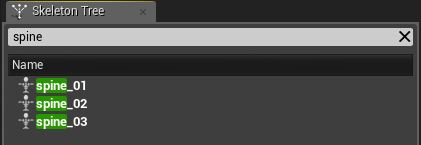 Skeleton Tree
spine
Name
spine_01
spine_02
spine_03